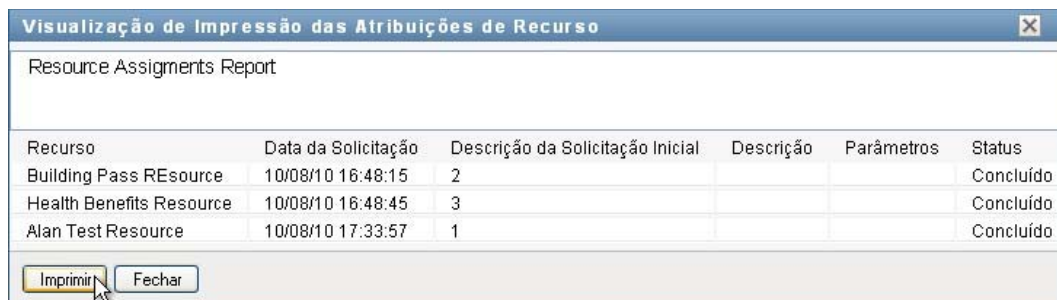 Visualização de Impressão das Atribuições de Recurso
Resource Assigments Report
Recurso Data da Solicitação Descrição da Solicitação Inicial Descrição Parâmetros Status
Building Pass REsource 10/08/10 16:48:15 2 Concluído
Health Benefits Resource 10/08/10 16:48:45 3 Concluído
Alan Test Resource 10/08/10 17:33:57 1 Concluído
Imprimir Fechar